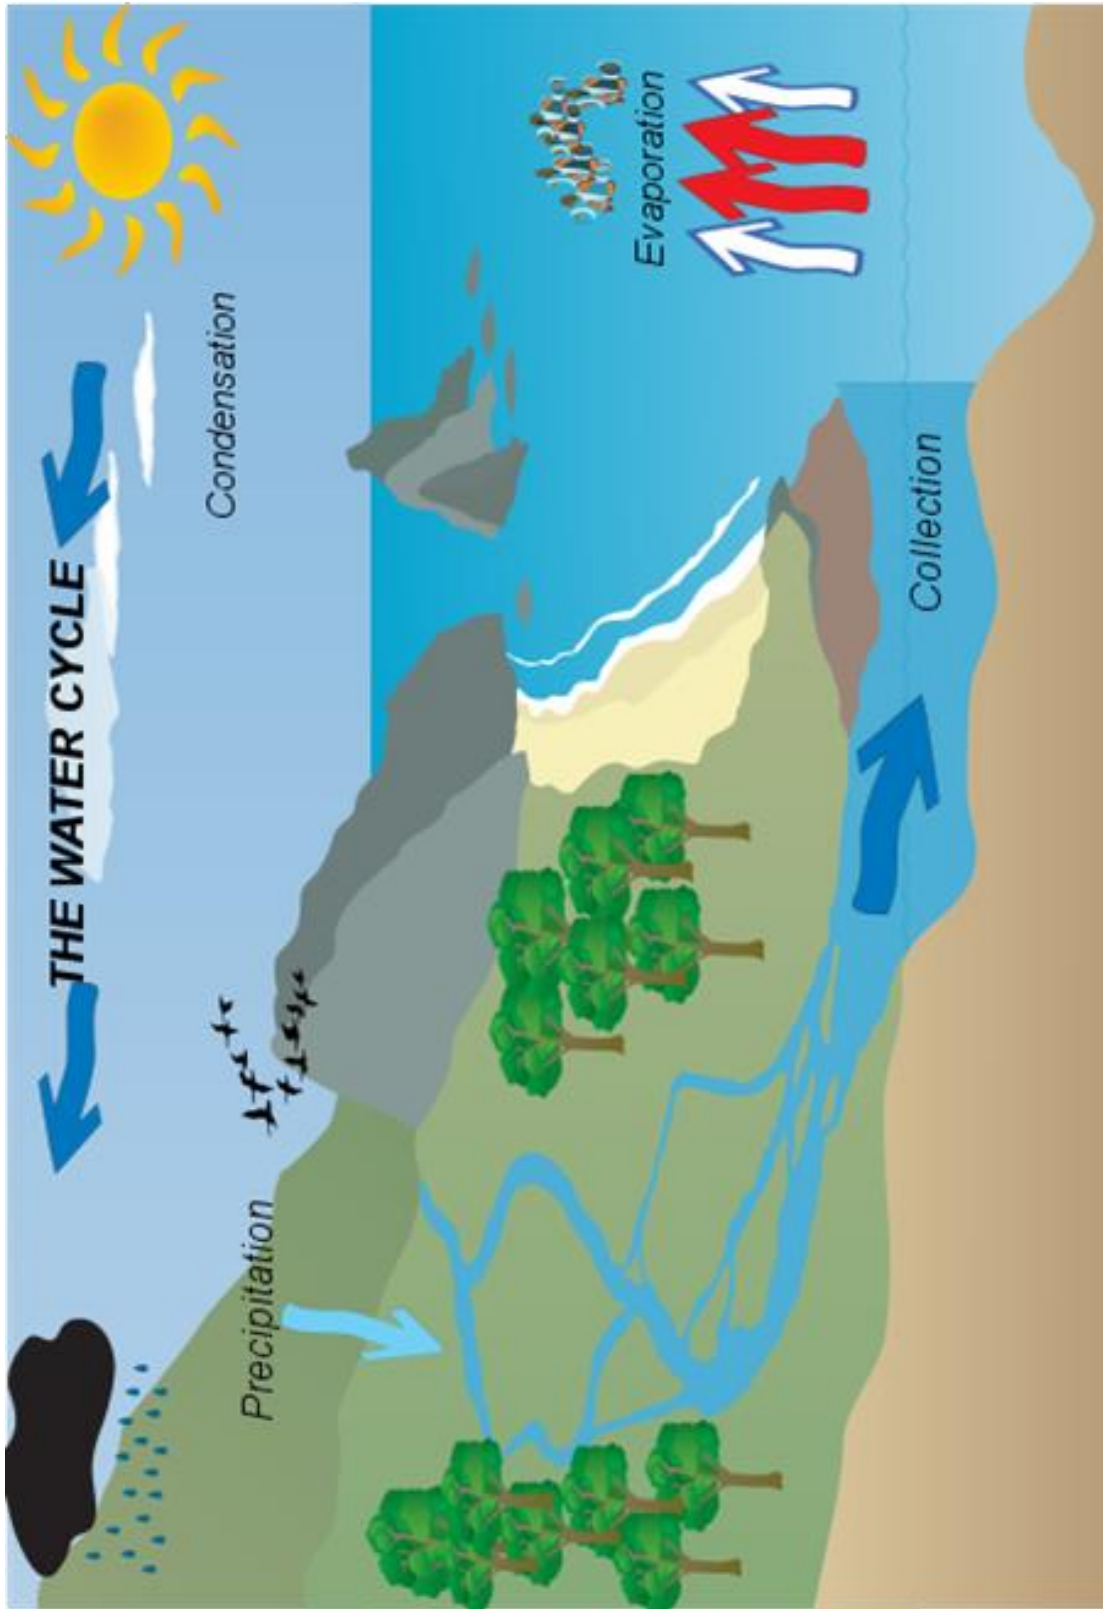 THE WATER CYCLE
Condensation
Precipitation
Evaporation
Collection